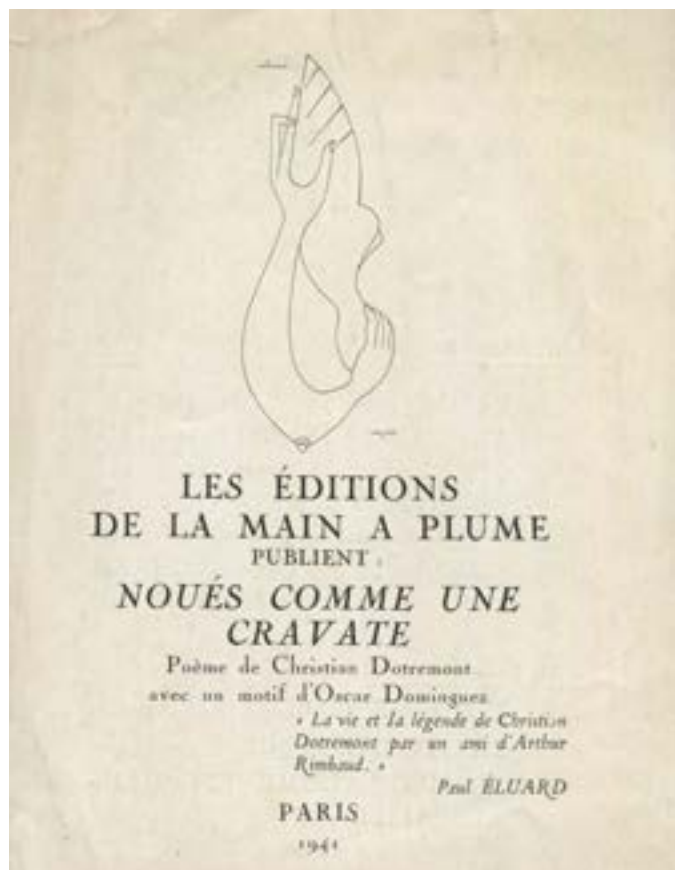 LES ÉDITIONS
DE LA MAIN A PLUME
PUBLIENT :
NOUÉS COMME UNE
CRAVATE
Poème de Christian Dotremont
avec un motif d'Oscar Dominguez
« La vie et la légende de Christian
Dotremont par un ami d'Arthur
Rimbaud. »
Paul ÉLUARD
PARIS
1941